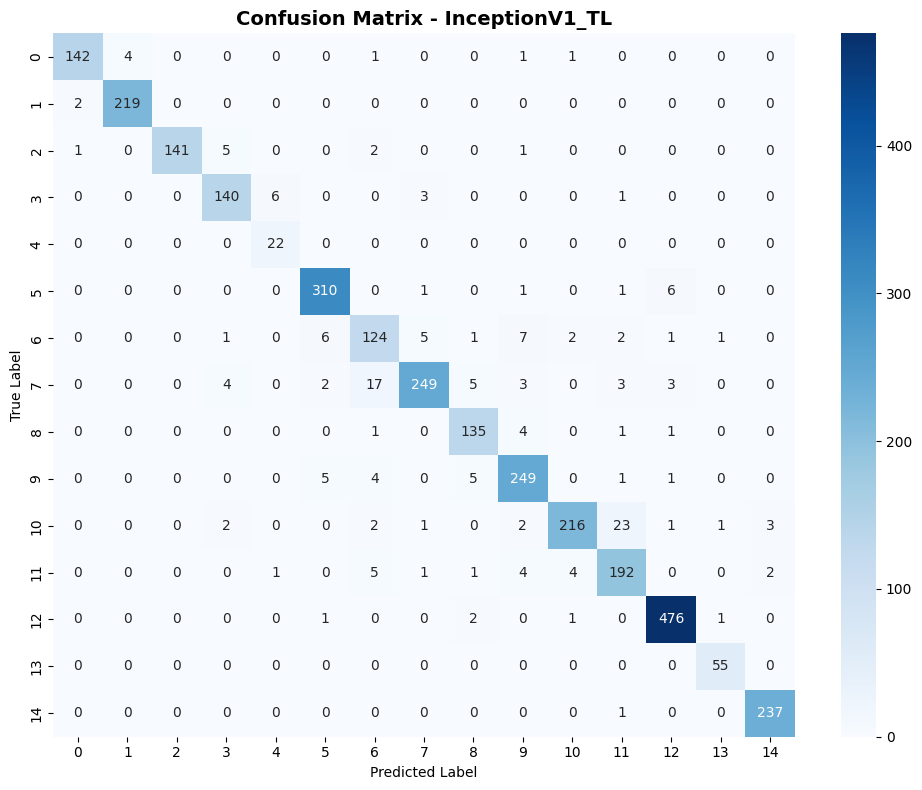 Confusion Matrix - InceptionV1_TL
0 142 4 0 0 0 0 1 0 0 1 1 0 0 0 0
1 2 219 0 0 0 0 0 0 0 0 0 0 0 0 0
2 1 0 141 5 0 0 2 0 0 1 0 0 0 0 0
3 0 0 0 140 6 0 0 3 0 0 0 1 0 0 0
4 0 0 0 0 22 0 0 0 0 0 0 0 0 0 0
5 0 0 0 0 0 310 0 1 0 1 0 1 6 0 0
6 0 0 0 1 0 6 124 5 1 7 2 2 1 1 0
7 0 0 0 4 0 2 17 249 5 3 0 3 3 0 0
8 0 0 0 0 0 0 1 0 135 4 0 1 1 0 0
9 0 0 0 0 0 5 4 0 5 249 0 1 1 0 0
10 0 0 0 2 0 0 2 1 0 2 216 23 1 1 3
11 0 0 0 0 1 0 5 1 1 4 4 192 0 0 2
12 0 0 0 0 0 1 0 0 2 0 1 0 476 1 0
13 0 0 0 0 0 0 0 0 0 0 0 0 0 55 0
14 0 0 0 0 0 0 0 0 0 0 0 1 0 0 237
0 1 2 3 4 5 6 7 8 9 10 11 12 13 14
Predicted Label
True Label
400
300
200
100
0